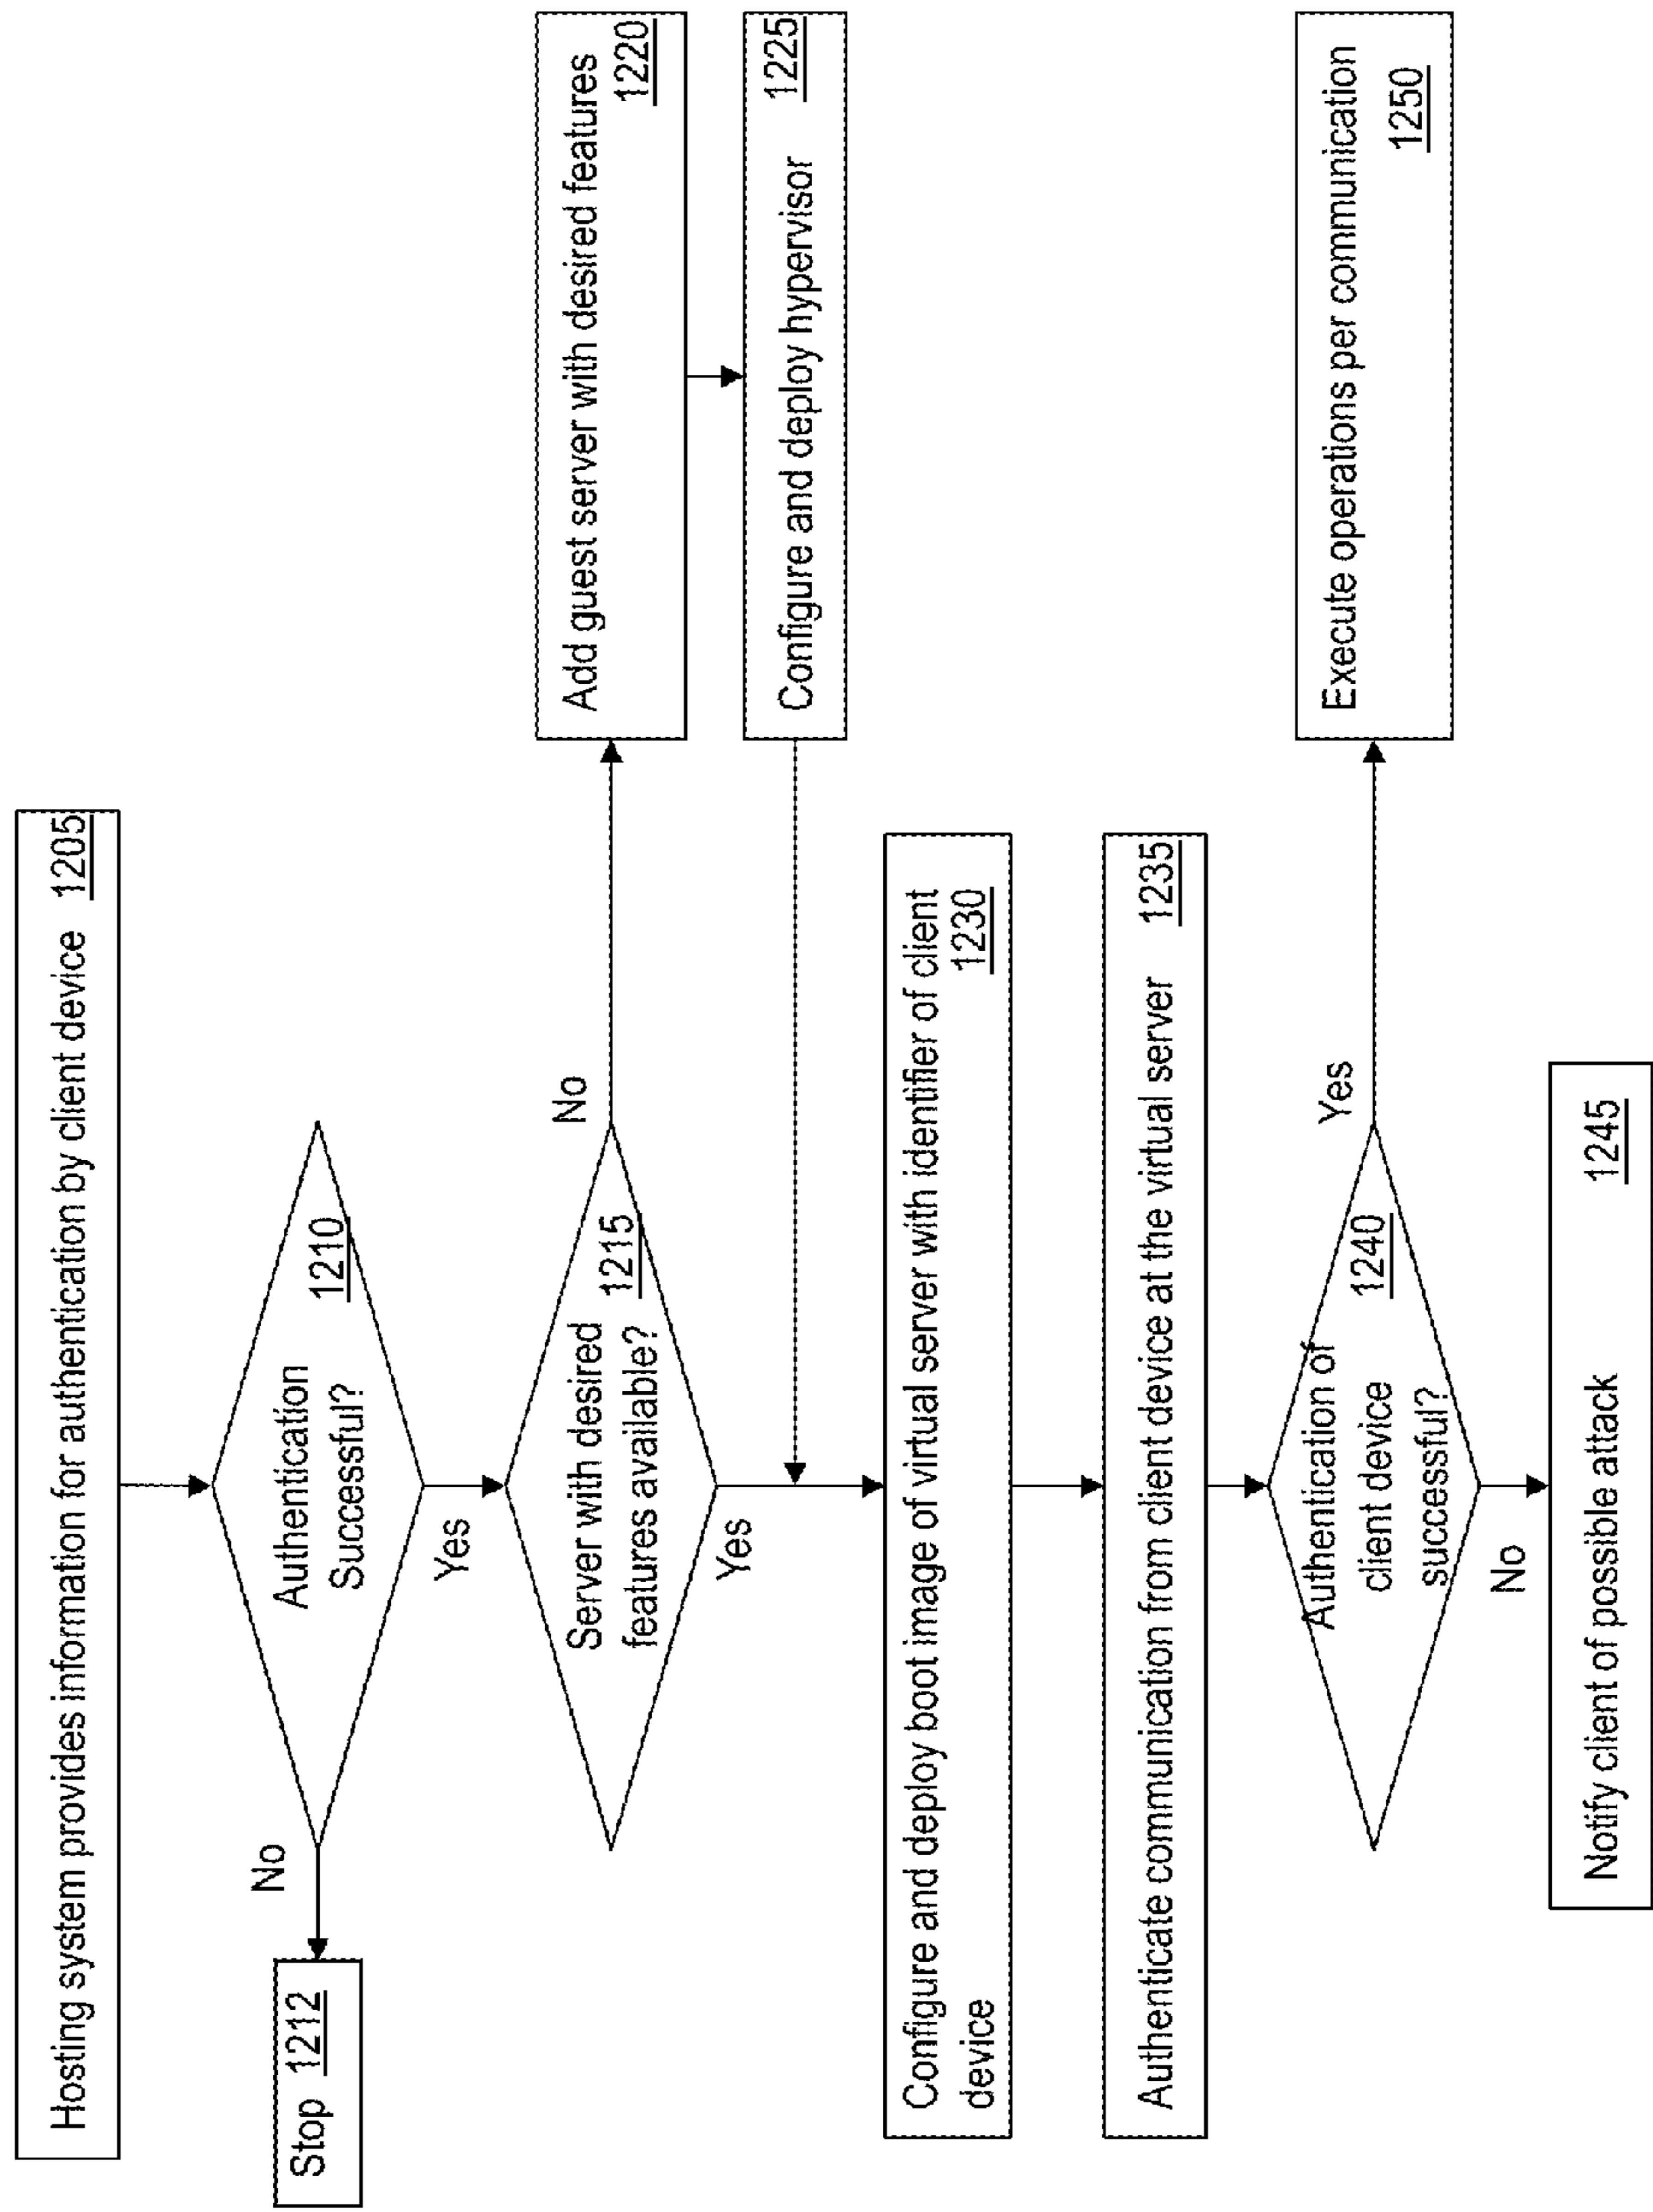 Hosting system provides information for authentication by client device 1205
Authentication
Successful?
1210
No
Stop 1212
Yes
Server with desired
features available?
1215
No
Add guest server with desired features
1220
Configure and deploy hypervisor
1225
Yes
Configure and deploy boot image of virtual server with identifier of client
device
1230
Authenticate communication from client device at the virtual server 1235
Authentication of
client device
successful?
1240
Yes
Execute operations per communication
1250
No
Notify client of possible attack
1245